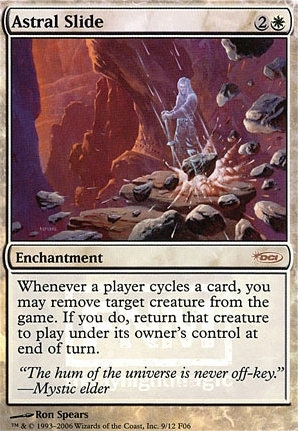 Astral Slide 2
DCI
Enchantment
Whenever a player cycles a card, you
may remove target creature from the
game. If you do, return that creature
to play under its owner's control at
end of turn.
“The hum of the universe is never off-key.”
—Mystic elder
Ron Spears
™ & © 1993–2006 Wizards of the Coast, Inc. 9/12 F06